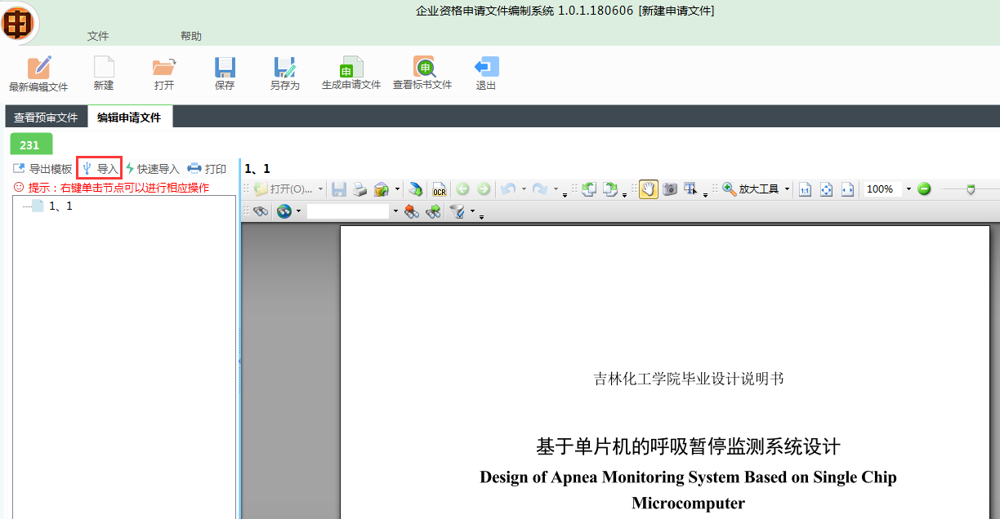 企业资格申请文件编制系统 1.0.1.180606 [新建申请文件]
申
文件 帮助
申 申
最新编辑文件 新建 打开 保存 另存为 生成申请文件 查看标书文件 退出
查看预审文件 编辑申请文件
231
导出模板 导入 快速导入 打印
1、1
提示：右键单击节点可以进行相应操作
打开(O)... OCR 放大工具 1:1 100%
1、1
吉林化工学院毕业设计说明书
基于单片机的呼吸暂停监测系统设计
Design of Apnea Monitoring System Based on Single Chip
Microcomputer